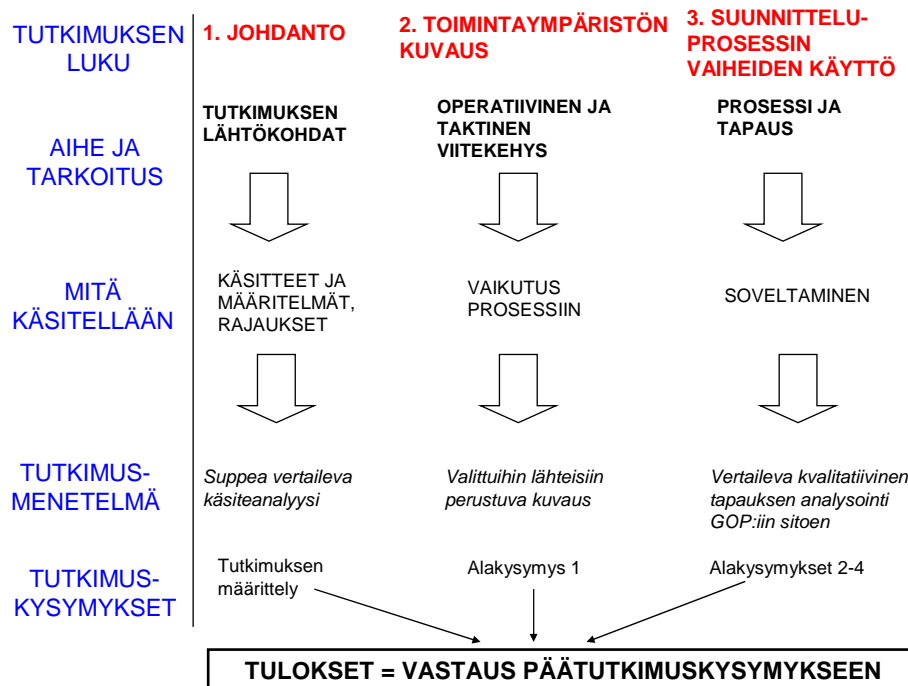 TUTKIMUKSEN
LUKU
1. JOHDANTO
2. TOIMINTAYMPÄRISTÖN
KUVAUS
3. SUUNNITTELU-
PROSESSIN
VAIHEIDEN KÄYTTÖ
AIHE JA
TARKOITUS
TUTKIMUKSEN
LÄHTÖKOHDAT
OPERATIIVINEN JA
TAKTINEN
VIITEKEHYS
PROSESSI JA
TAPAUS
MITÄ
KÄSITELLÄÄN
KÄSITTEET JA
MÄÄRITELMÄT,
RAJAUKSET
VAIKUTUS
PROSESSIIN
SOVELTAMINEN
TUTKIMUS-
MENETELMÄ
Suppea vertaileva
käsiteanalyysi
Valittuihin lähteisiin
perustuva kuvaus
Vertaileva kvalitatiivinen
tapauksen analysointi
GOP:iin sitoen
TUTKIMUS-
KYSYMYKSET
Tutkimuksen
määrittely
Alakysymys 1
Alakysymykset 2-4
TULOKSET = VASTAUS PÄÄTUTKIMUSKYSYMYKSEEN